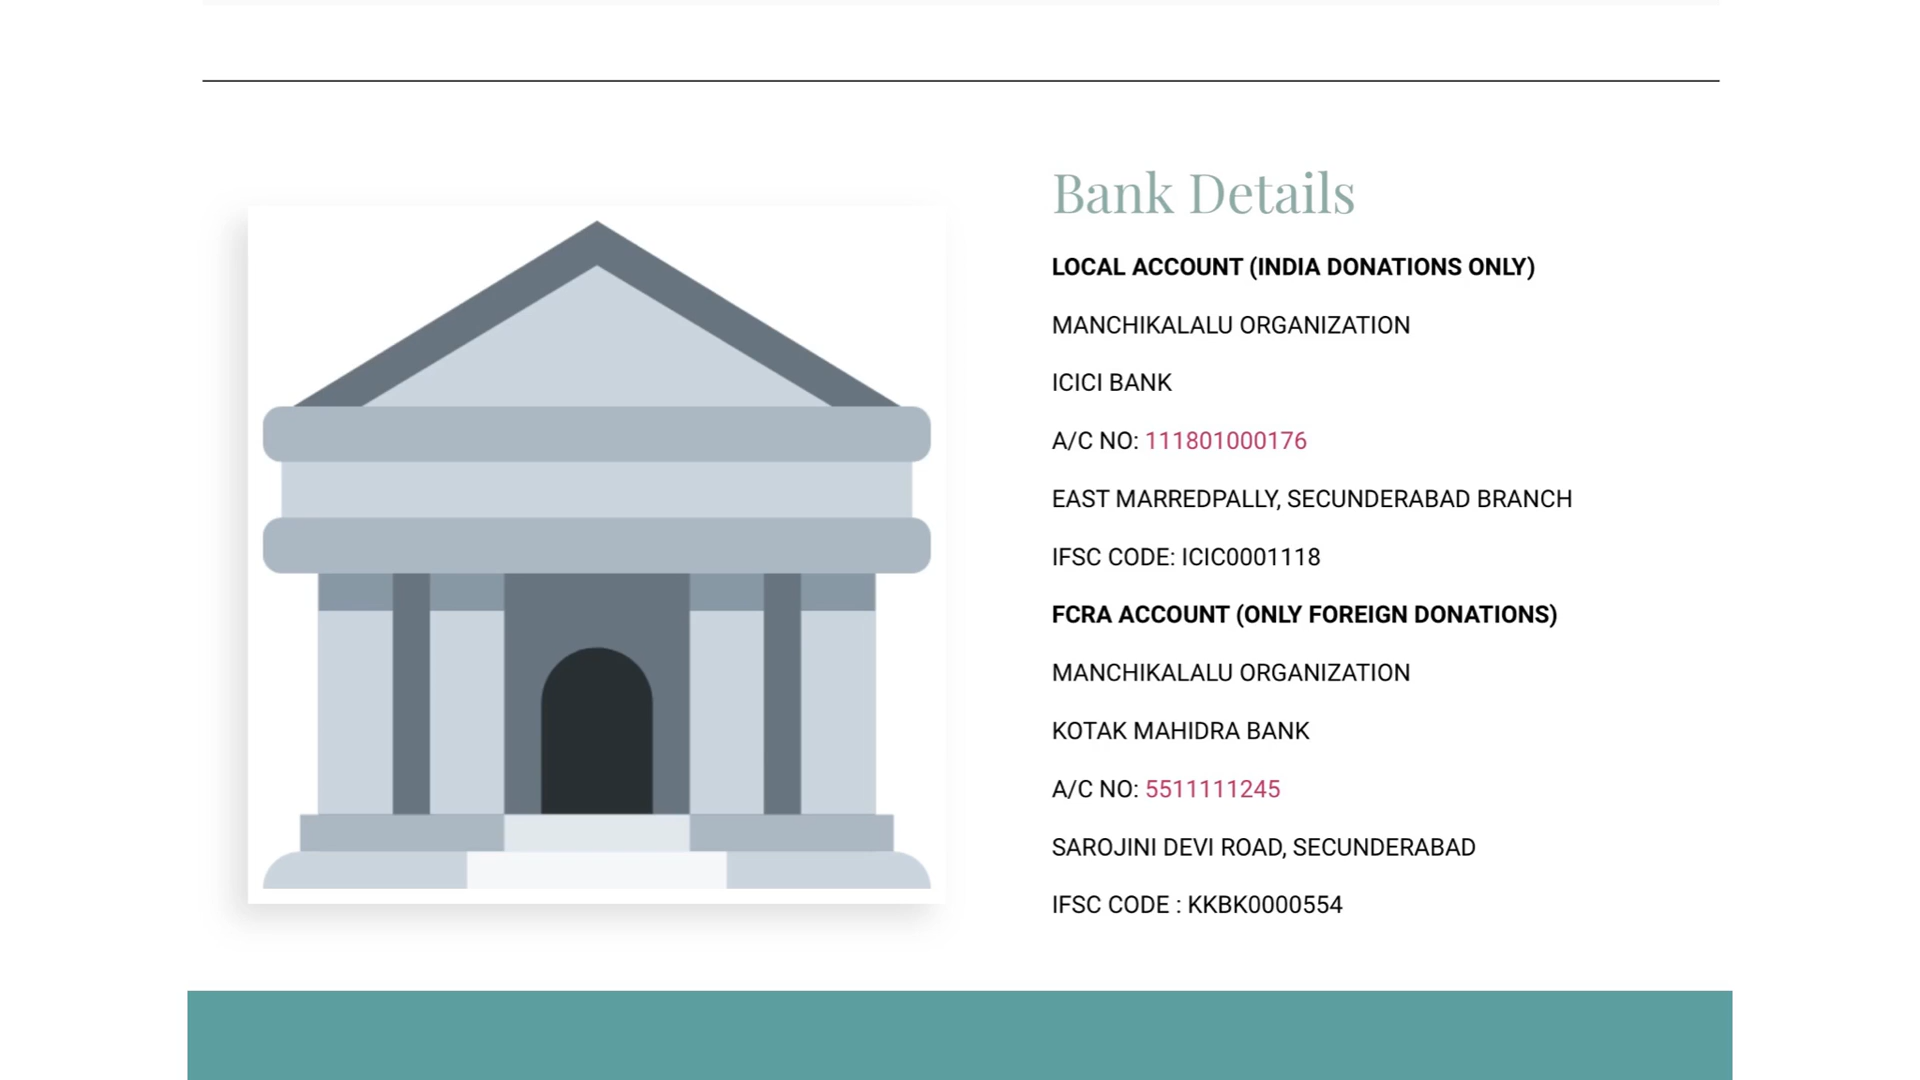 Bank Details
LOCAL ACCOUNT (INDIA DONATIONS ONLY)
MANCHIKALALU ORGANIZATION
ICICI BANK
A/C NO: 111801000176
EAST MARREDPALLY, SECUNDERABAD BRANCH
IFSC CODE: ICIC0001118
FCRA ACCOUNT (ONLY FOREIGN DONATIONS)
MANCHIKALALU ORGANIZATION
KOTAK MAHIDRA BANK
A/C NO: 5511111245
SAROJINI DEVI ROAD, SECUNDERABAD
IFSC CODE : KKBK0000554